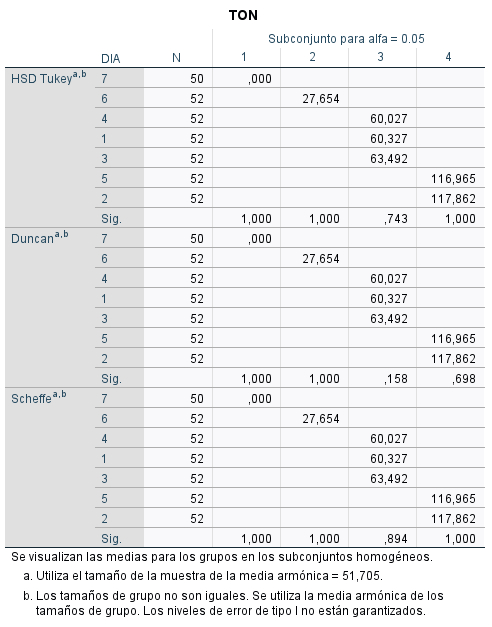 TON
Subconjunto para alfa = 0.05
DIA N 1 2 3 4
HSD Tukeya,b 7 50 ,000
6 52 27,654
4 52 60,027
1 52 60,327
3 52 63,492
5 52 116,965
2 52 117,862
Sig. 1,000 1,000 ,743 1,000
Duncana,b 7 50 ,000
6 52 27,654
4 52 60,027
1 52 60,327
3 52 63,492
5 52 116,965
2 52 117,862
Sig. 1,000 1,000 ,158 ,698
Scheffea,b 7 50 ,000
6 52 27,654
4 52 60,027
1 52 60,327
3 52 63,492
5 52 116,965
2 52 117,862
Sig. 1,000 1,000 ,894 1,000
Se visualizan las medias para los grupos en los subconjuntos homogéneos.
a. Utiliza el tamaño de la muestra de la media armónica = 51,705.
b. Los tamaños de grupo no son iguales. Se utiliza la media armónica de los
tamaños de grupo. Los niveles de error de tipo I no están garantizados.